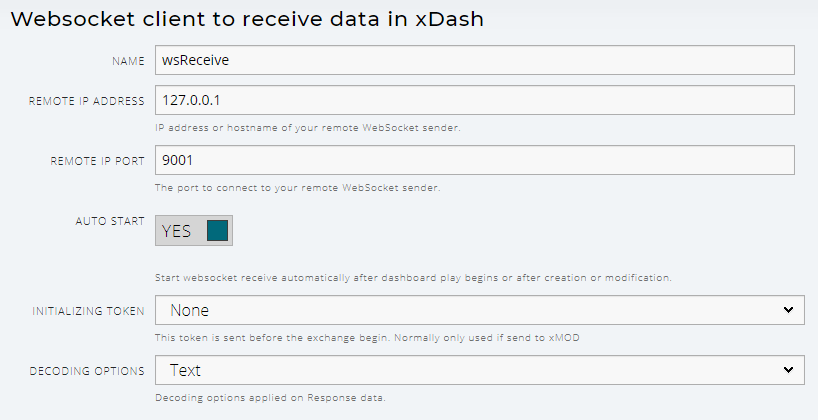 Websocket client to receive data in xDash
NAME wsReceive
REMOTE IP ADDRESS 127.0.0.1
IP address or hostname of your remote WebSocket sender.
REMOTE IP PORT 9001
The port to connect to your remote WebSocket sender.
AUTO START YES
Start websocket receive automatically after dashboard play begins or after creation or modification.
INITIALIZING TOKEN None
This token is sent before the exchange begin. Normally only used if send to xMOD
DECODING OPTIONS Text
Decoding options applied on Response data.